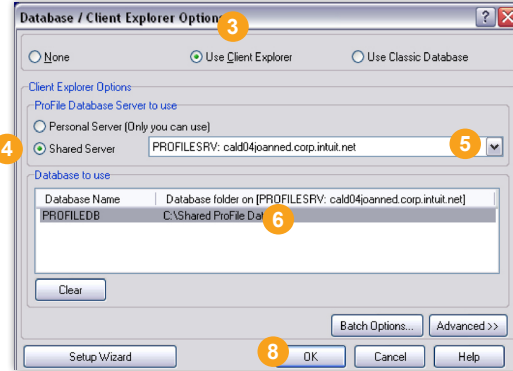 Database / Client Explorer Options
3
None
Use Client Explorer
Use Classic Database
Client Explorer Options
ProFile Database Server to use
Personal Server (Only you can use)
4
Shared Server
PROFILESRV: cald04joanned.corp.intuit.net
5
Database to use
Database Name
Database folder on [PROFILESRV: cald04joanned.corp.intuit.net]
PROFILEDB
C:\Shared ProFile Dat
6
Clear
Batch Options...
Advanced >>
Setup Wizard
8
OK
Cancel
Help